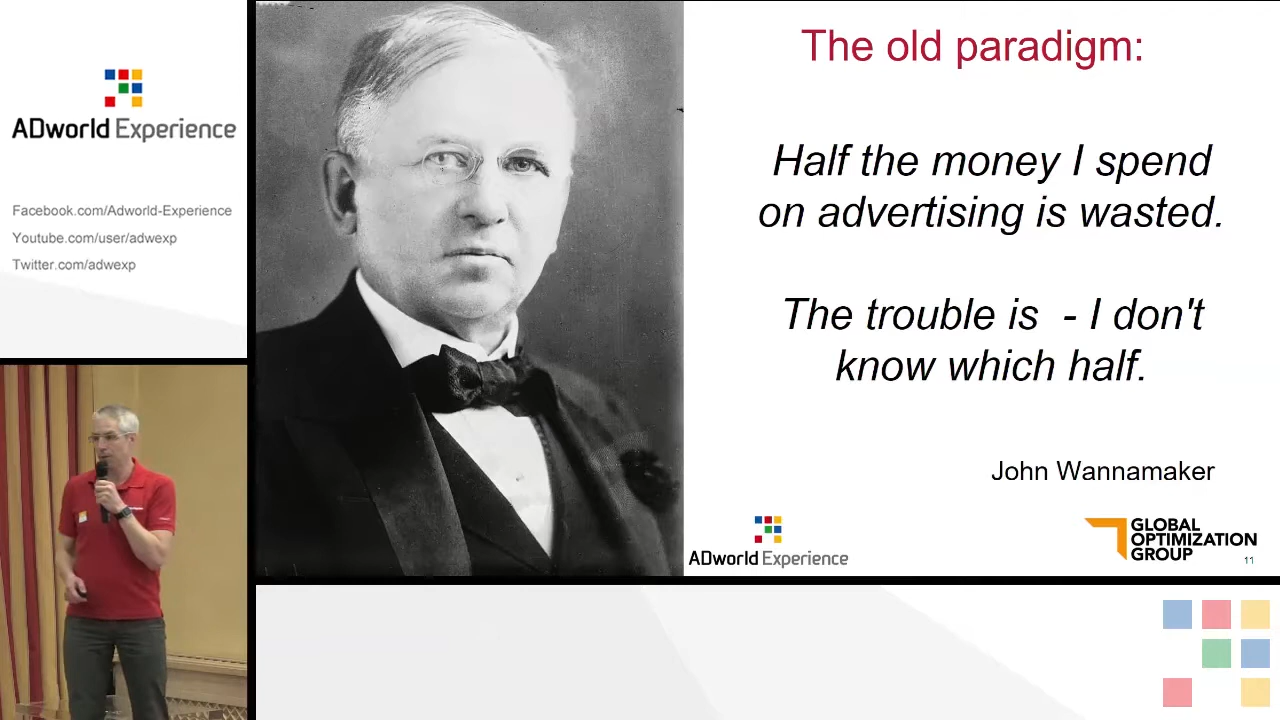 ADworld Experience
Facebook.com/Adworld-Experience
Youtube.com/user/adwexp
Twitter.com/adwexp
The old paradigm:
Half the money I spend
on advertising is wasted.
The trouble is - I don't
know which half.
John Wannamaker
ADworld Experience
GLOBAL
OPTIMIZATION
GROUP
11